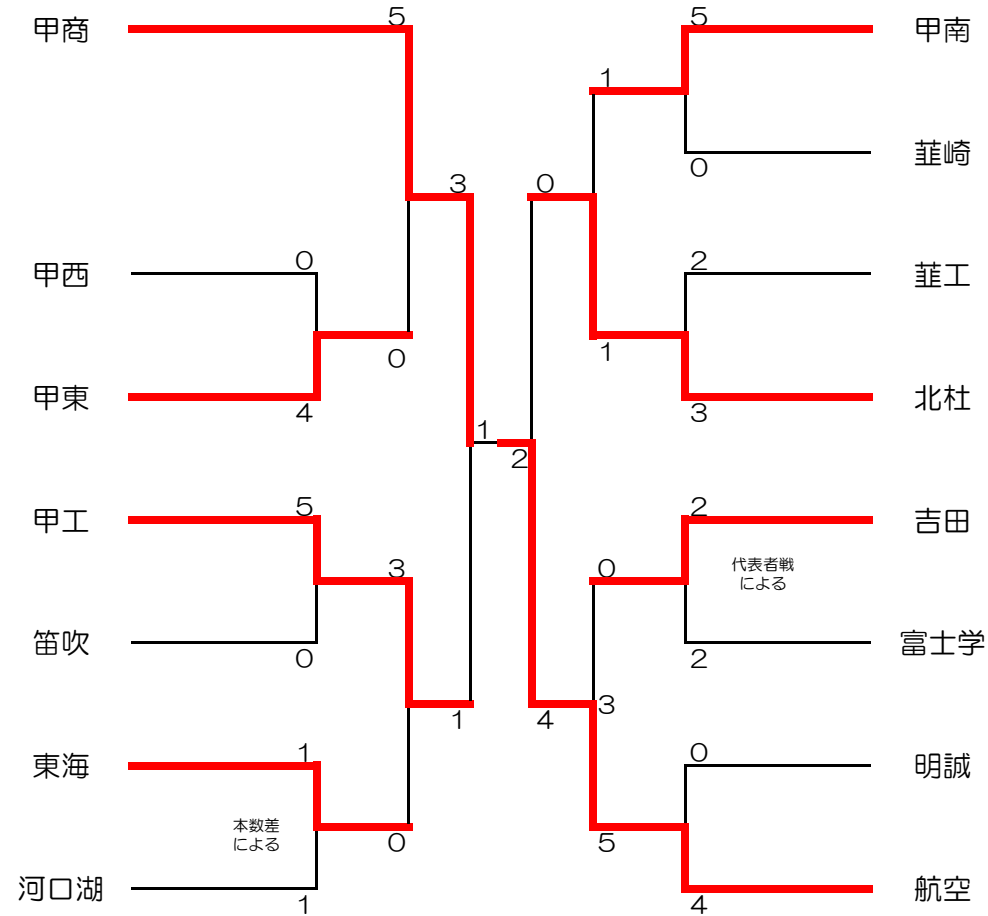 5
5
甲商
甲南
1
韮崎
0
3
0
0
2
甲西
韮工
0
1
甲東
北杜
4
3
1
2
5
2
甲工
吉田
3
0
代表者戦
による
笛吹
富士学
0
2
1
4
3
1
0
東海
明誠
本数差
による
0
5
河口湖
航空
1
4